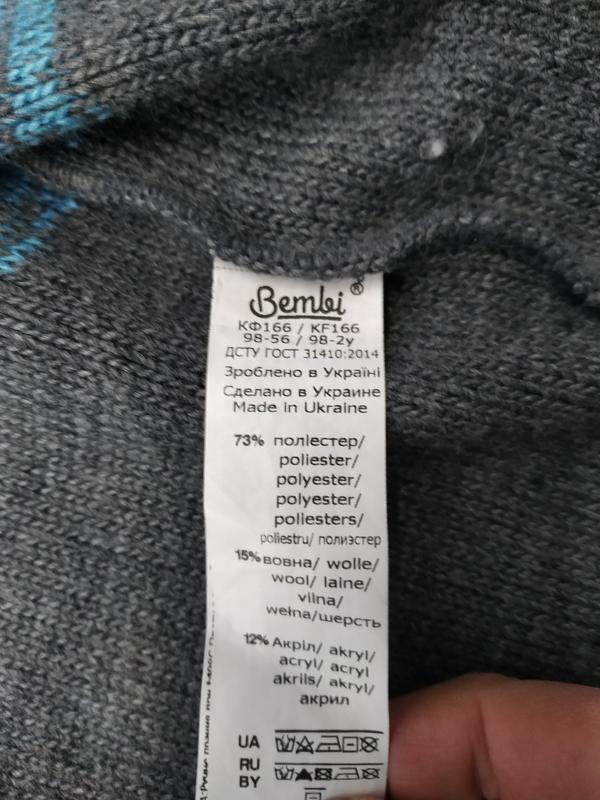 Bembi®
КФ166 / KF166
98-56 / 98-2y
ДСТУ ГОСТ 31410:2014
Зроблено в Україні
Сделано в Украине
Made in Ukraine
73% поліестер/
poliester/
polyester/
polyester/
poliesters/
poliestru/ полиэстер
15% вовна/ wolle/
wool/ laine/
vilna/
wełna/шерсть
12% Акріл/ akryl/
acryl/ acryl
akrils/ akryl/
акрил
UA
RU
BY